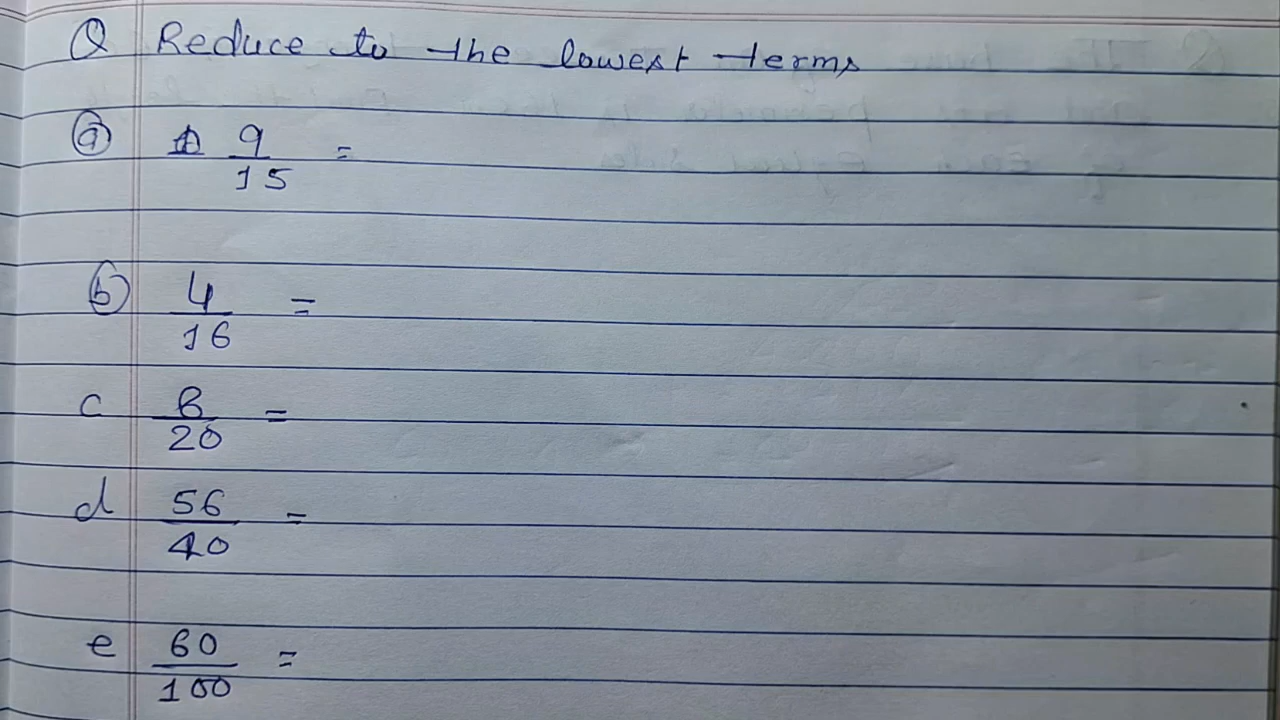 Q Reduce to the lowest terms
a 9/15 =
b 4/16 =
c 8/20 =
d 56/40 =
e 60/100 =